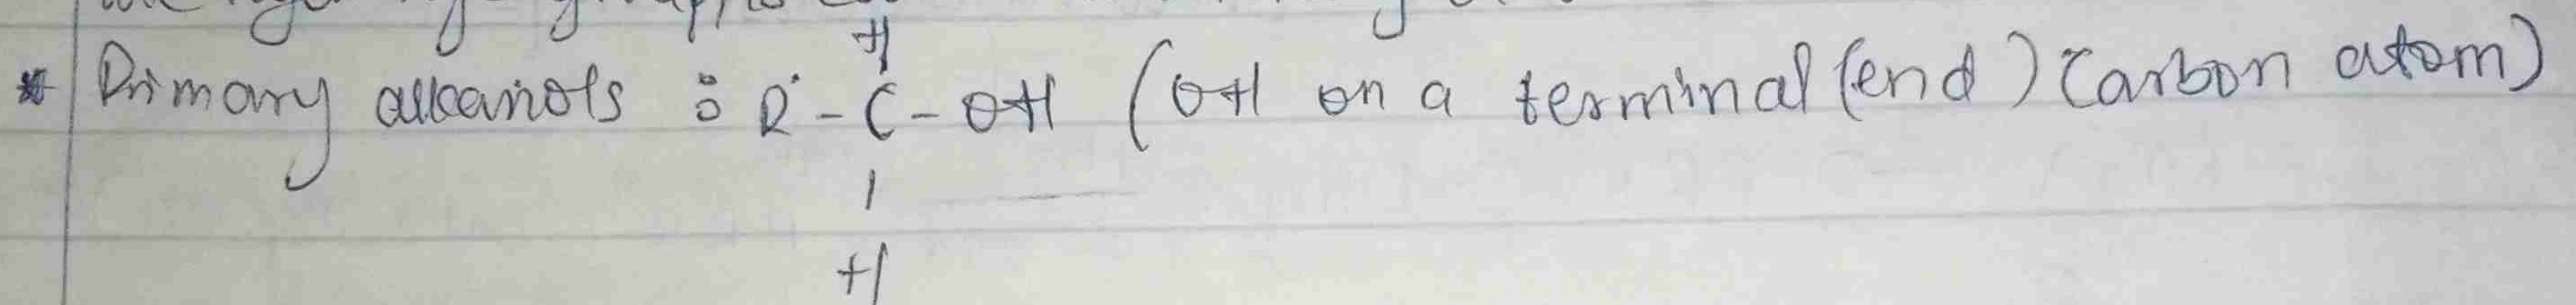 H
* Primary alkanols : R - C - OH (OH on a terminal (end) Carbon atom)
|
H